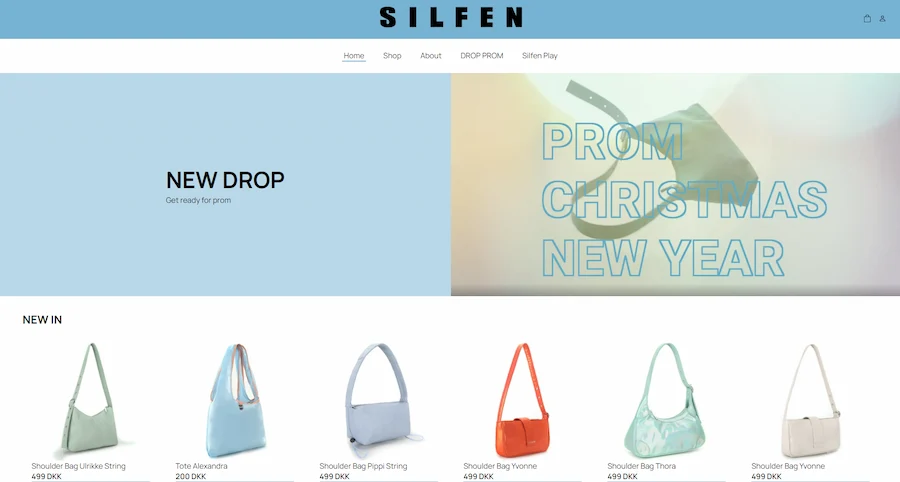 SILFEN
Home Shop About DROP PROM Silfen Play
NEW DROP
Get ready for prom
PROM
CHRISTMAS
NEW YEAR
NEW IN
Shoulder Bag Ulrikke String
499 DKK
Tote Alexandra
200 DKK
Shoulder Bag Pippi String
499 DKK
Shoulder Bag Yvonne
499 DKK
Shoulder Bag Thora
499 DKK
Shoulder Bag Yvonne
499 DKK